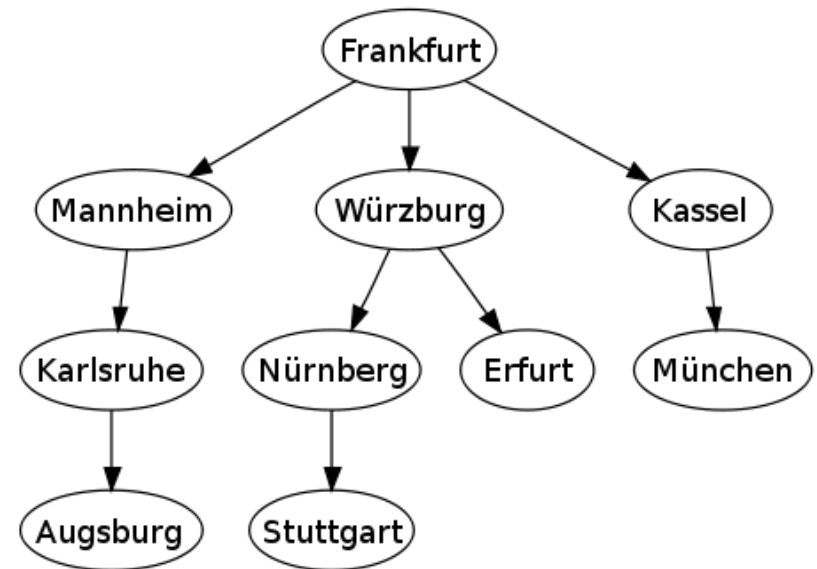 Frankfurt
Mannheim
Würzburg
Kassel
Karlsruhe
Nürnberg
Erfurt
München
Augsburg
Stuttgart